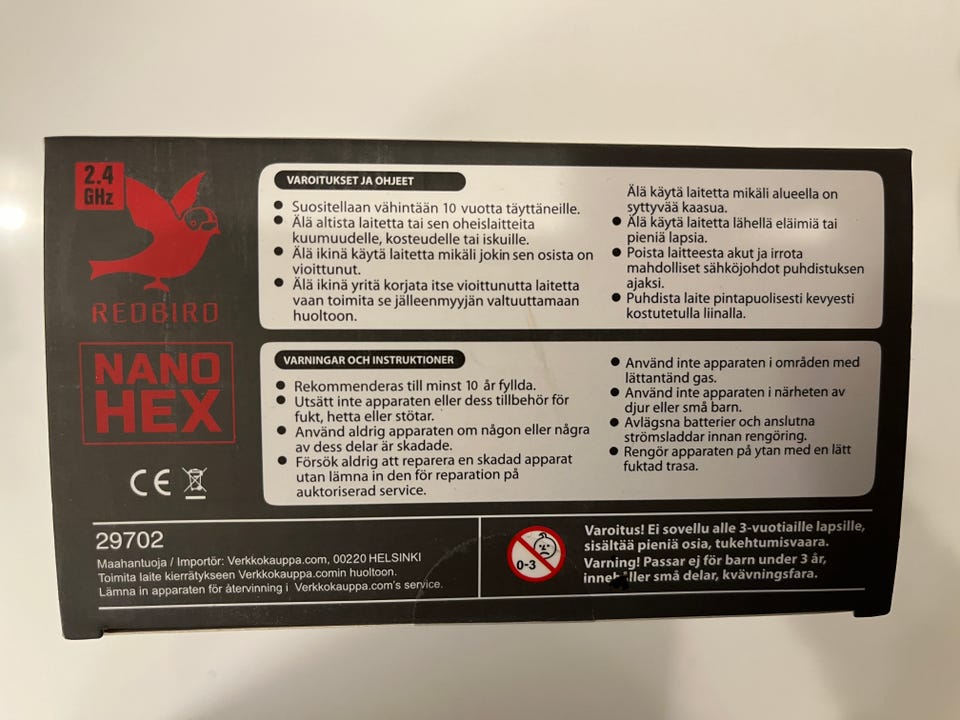 2.4
GHz
REDBIRD
NANO
HEX
CE
VAROITUKSET JA OHJEET
● Suositellaan vähintään 10 vuotta täyttäneille.
● Älä altista laitetta tai sen oheislaitteita
kuumuudelle, kosteudelle tai iskuille.
● Älä ikinä käytä laitetta mikäli jokin sen osista on
vioittunut.
● Älä ikinä yritä korjata itse vioittunutta laitetta
vaan toimita se jälleenmyyjän valtuuttamaan
huoltoon.
Älä käytä laitetta mikäli alueella on
syttyvää kaasua.
● Älä käytä laitetta lähellä eläimiä tai
pieniä lapsia.
● Poista laitteesta akut ja irrota
mahdolliset sähköjohdot puhdistuksen
ajaksi.
● Puhdista laite pintapuolisesti kevyesti
kostutetulla liinalla.
VARNINGAR OCH INSTRUKTIONER
● Rekommenderas till minst 10 år fyllda.
● Utsätt inte apparaten eller dess tillbehör för
fukt, hetta eller stötar.
● Använd aldrig apparaten om någon eller några
av dess delar är skadade.
● Försök aldrig att reparera en skadad apparat
utan lämna in den för reparation på
auktoriserad service.
● Använd inte apparaten i områden med
lättantänd gas.
● Använd inte apparaten i närheten av
djur eller små barn.
● Avlägsna batterier och anslutna
strömsladdar innan rengöring.
● Rengör apparaten på ytan med en lätt
fuktad trasa.
29702
Maahantuoja / Importör: Verkkokauppa.com, 00220 HELSINKI
Toimita laite kierrätykseen Verkkokauppa.comin huoltoon.
Lämna in apparaten för återvinning i Verkkokauppa.com's service.
0-3
Varoitus! Ei sovellu alle 3-vuotiaille lapsille,
sisältää pieniä osia, tukehtumisvaara.
Varning! Passar ej för barn under 3 år,
innehåller små delar, kvävningsfara.